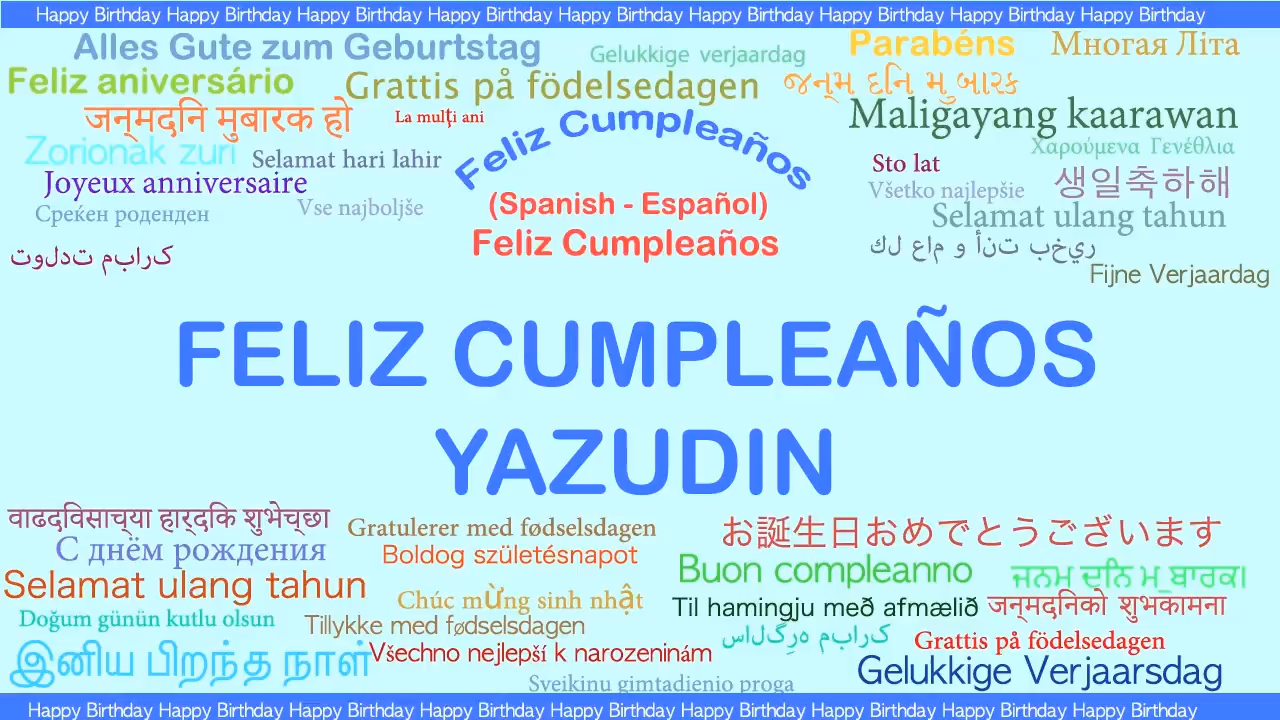 Happy Birthday Happy Birthday Happy Birthday Happy Birthday Happy Birthday Happy Birthday Happy Birthday Happy Birthday Happy Birthday
Alles Gute zum Geburtstag
Gelukkige verjaardag
Parabéns
Многая Літа
Feliz aniversário
Grattis på födelsedagen
જન્મ દિન મુબારક
जन्मदिन मुबारक हो
La mulţi ani
Feliz Cumpleaños
Maligayang kaarawan
Zorionak zuri
Selamat hari lahir
Sto lat
Χαρούμενα Γενέθλια
Joyeux anniversaire
(Spanish - Español)
Všetko najlepšie
생일축하해
Среќен роденден
Vse najboljše
Feliz Cumpleaños
Selamat ulang tahun
تولدت مبارک
كل عام و أنت بخير
Fijne Verjaardag
FELIZ CUMPLEAÑOS
YAZUDIN
वाढदिवसाच्या हार्दिक शुभेच्छा
Gratulerer med fødselsdagen
お誕生日おめでとうございます
С днём рождения
Boldog születésnapot
Buon compleanno
ਜਨਮ ਦਿਨ ਮੁਬਾਰਕ।
Selamat ulang tahun
Chúc mừng sinh nhật
Til hamingju með afmælið
जन्मदिनको शुभकामना
Doğum günün kutlu olsun
Tillykke med fødselsdagen
سالگرہ مبارک
Grattis på födelsedagen
இனிய பிறந்த நாள்
Všechno nejlepší k narozeninám
Gelukkige Verjaarsdag
Sveikinu gimtadienio proga
Happy Birthday Happy Birthday Happy Birthday Happy Birthday Happy Birthday Happy Birthday Happy Birthday Happy Birthday Happy Birthday